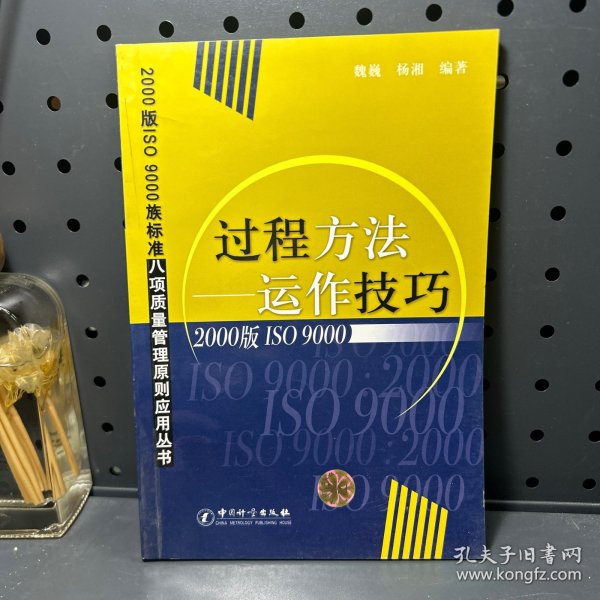 魏巍 杨湘 编著
2000版ISO 9000族标准八项质量管理原则应用丛书
过程方法
——运作技巧
2000版 ISO 9000
ISO 9000
ISO 9000:2000
ISO 9000
ISO 9000:2000
ISO 9000
中国计量出版社
CHINA METROLOGY PUBLISHING HOUSE
孔夫子旧书网
www.kongfz.com